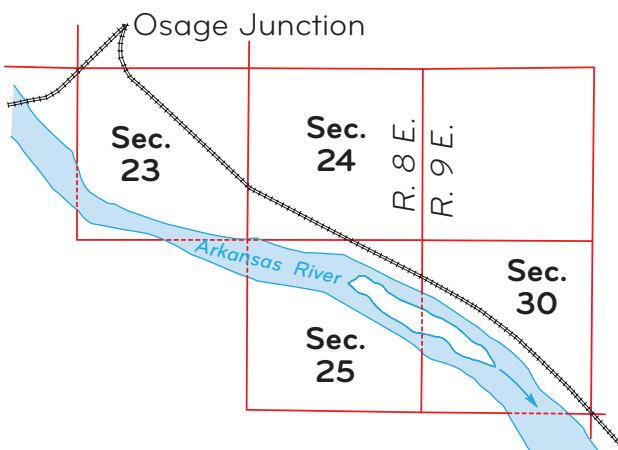 Osage Junction
Sec.
23
Sec.
24
R. 8 E.
R. 9 E.
Arkansas River
Sec.
30
Sec.
25